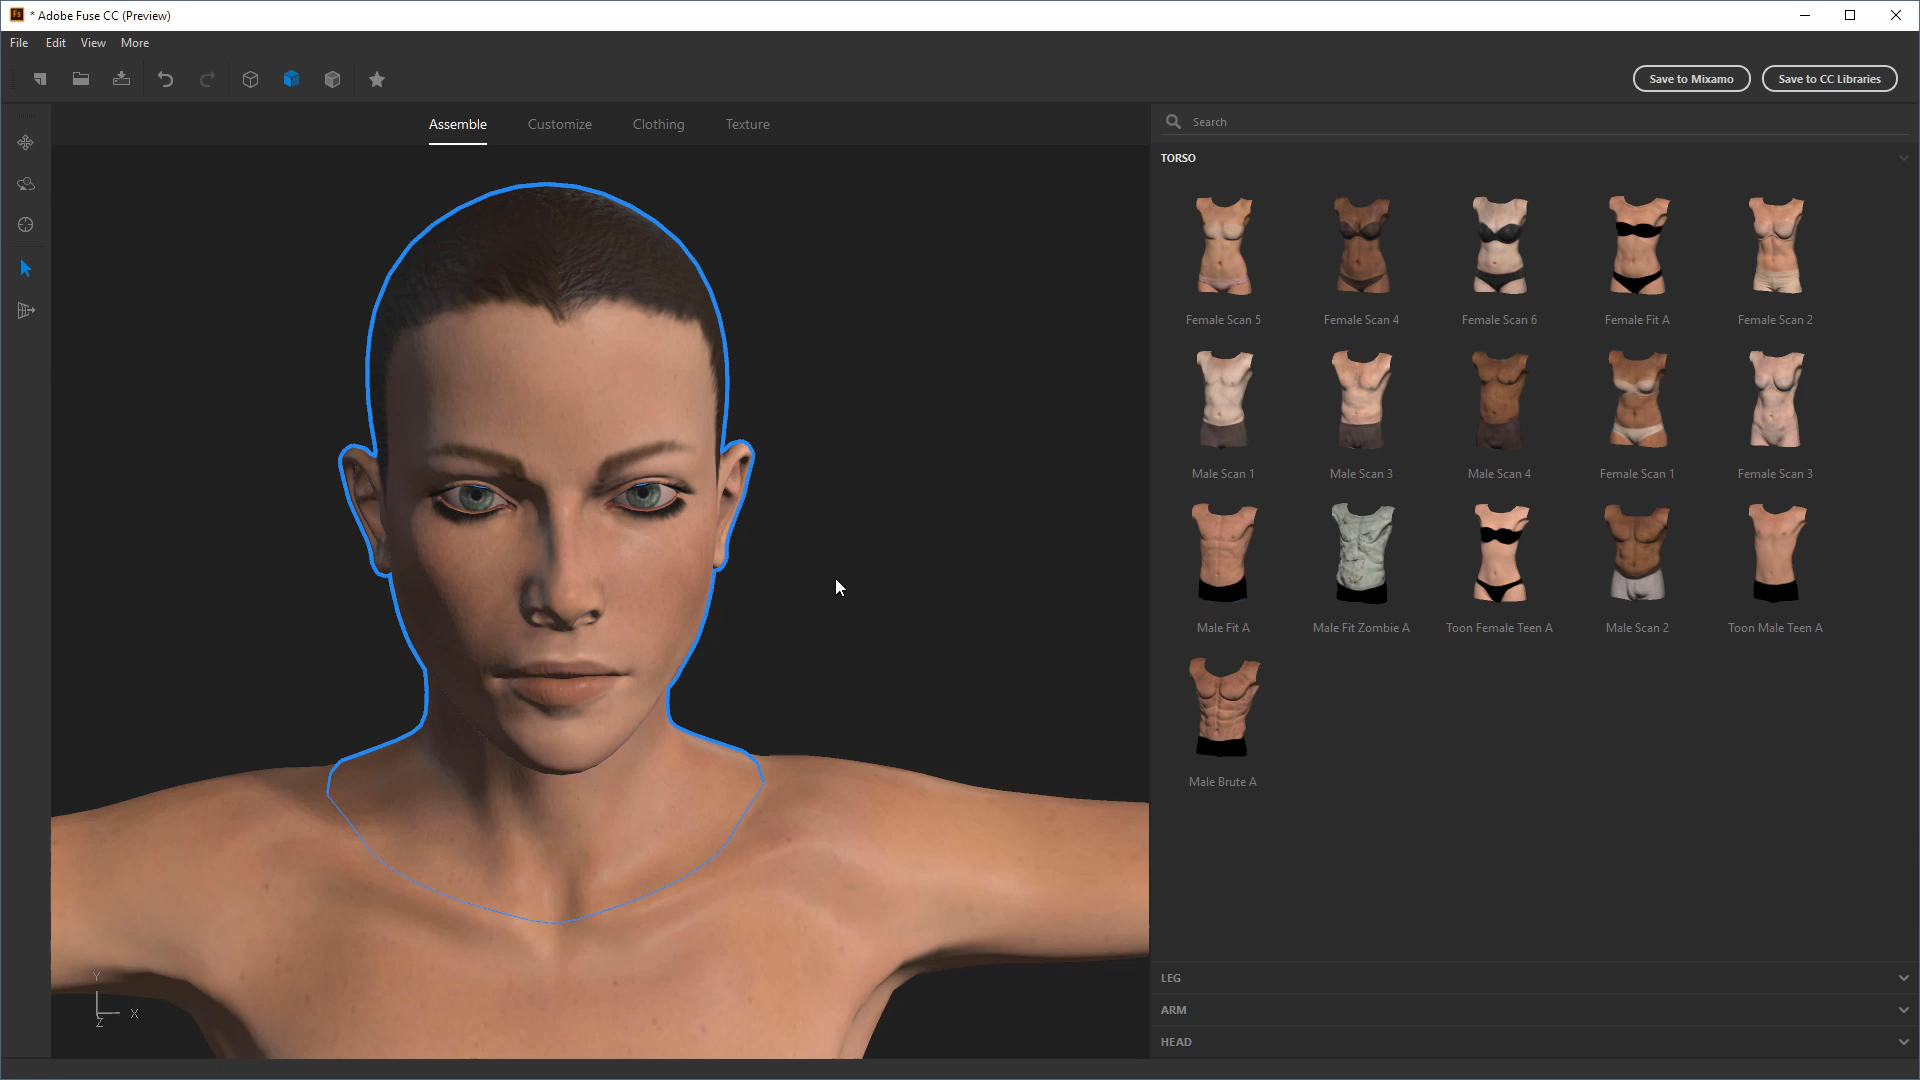 Fs * Adobe Fuse CC (Preview)
File Edit View More
Save to Mixamo Save to CC Libraries
Assemble Customize Clothing Texture
Search
TORSO
Female Scan 5 Female Scan 4 Female Scan 6 Female Fit A Female Scan 2
Male Scan 1 Male Scan 3 Male Scan 4 Female Scan 1 Female Scan 3
Male Fit A Male Fit Zombie A Toon Female Teen A Male Scan 2 Toon Male Teen A
Male Brute A
Y
X
Z
LEG
ARM
HEAD